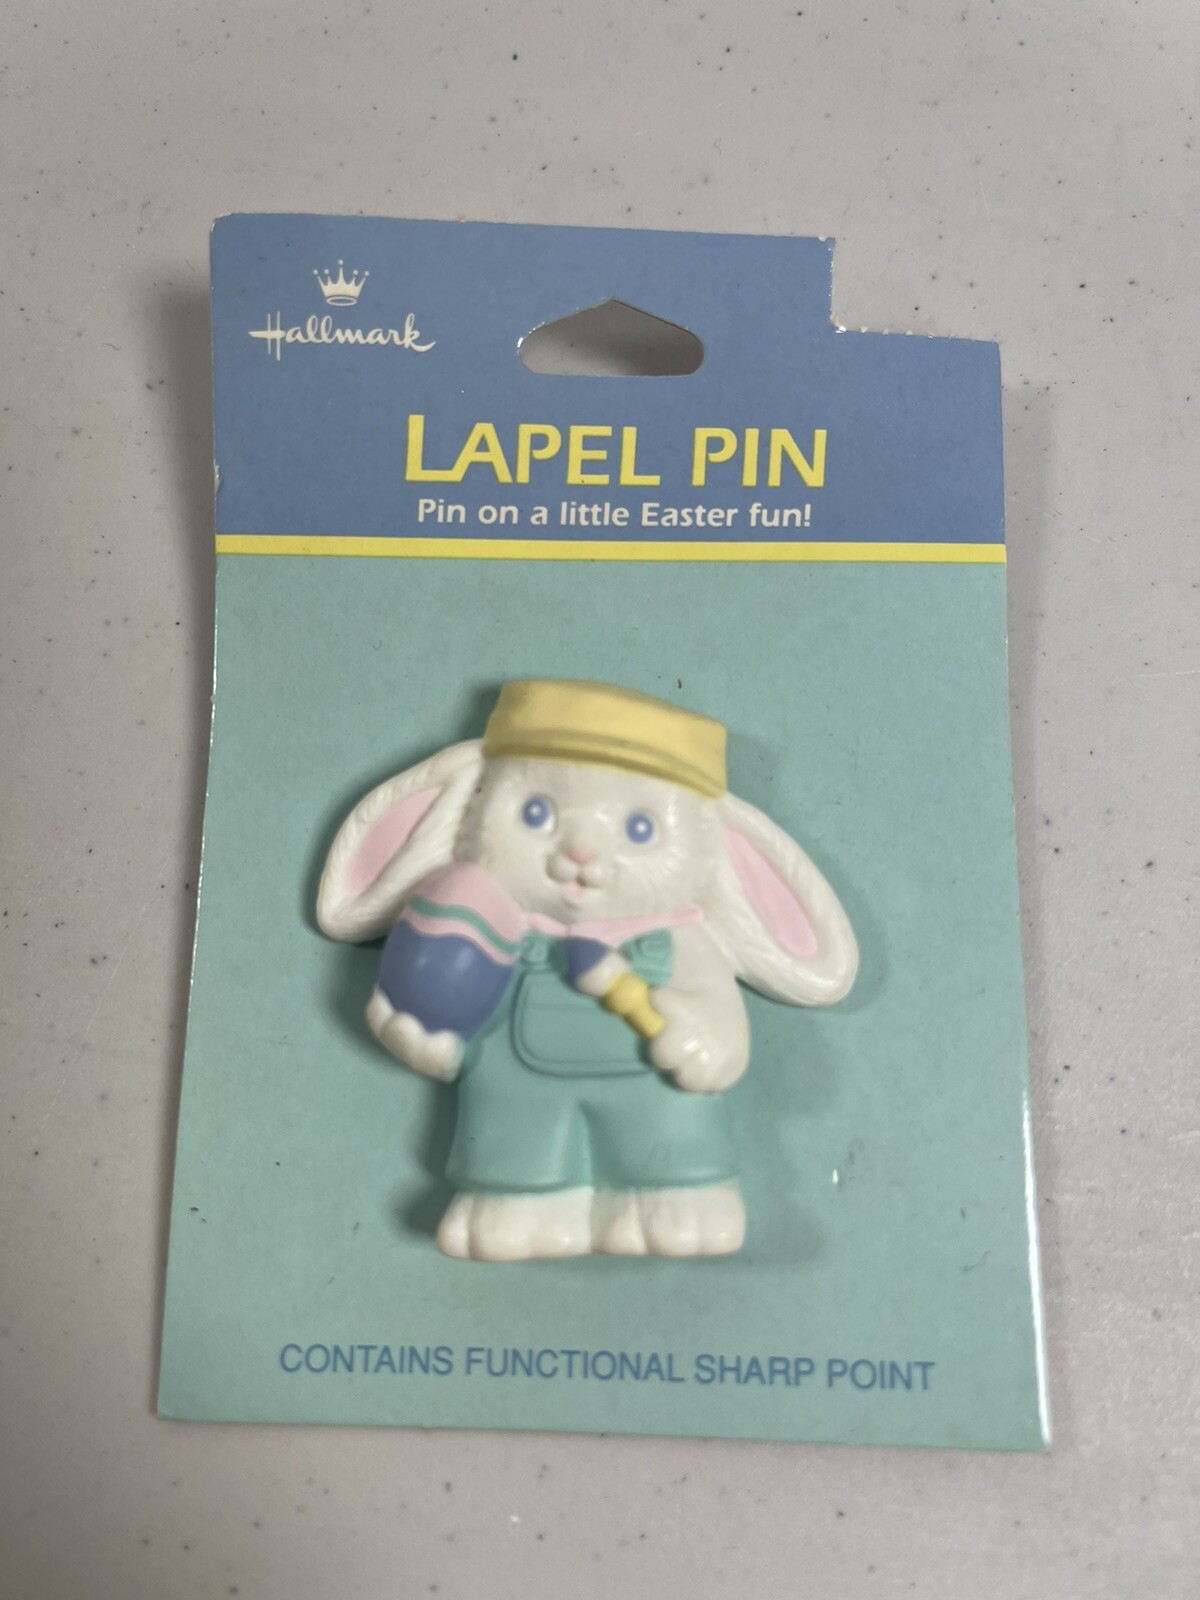 Hallmark
LAPEL PIN
Pin on a little Easter fun!
CONTAINS FUNCTIONAL SHARP POINT